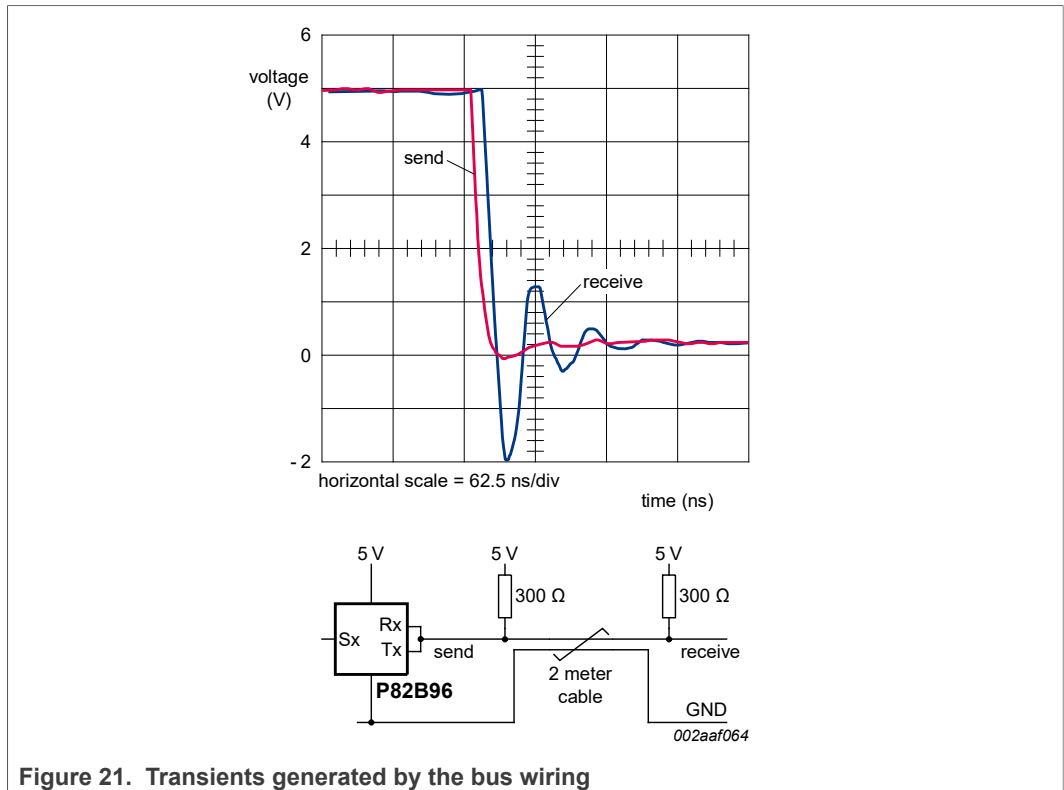 6
voltage
(V)
4
send
2
receive
0
- 2
horizontal scale = 62.5 ns/div
time (ns)
5 V
5 V
5 V
300 Ω
300 Ω
Rx
Sx
Tx
send
receive
2 meter
cable
P82B96
GND
002aaf064
Figure 21. Transients generated by the bus wiring